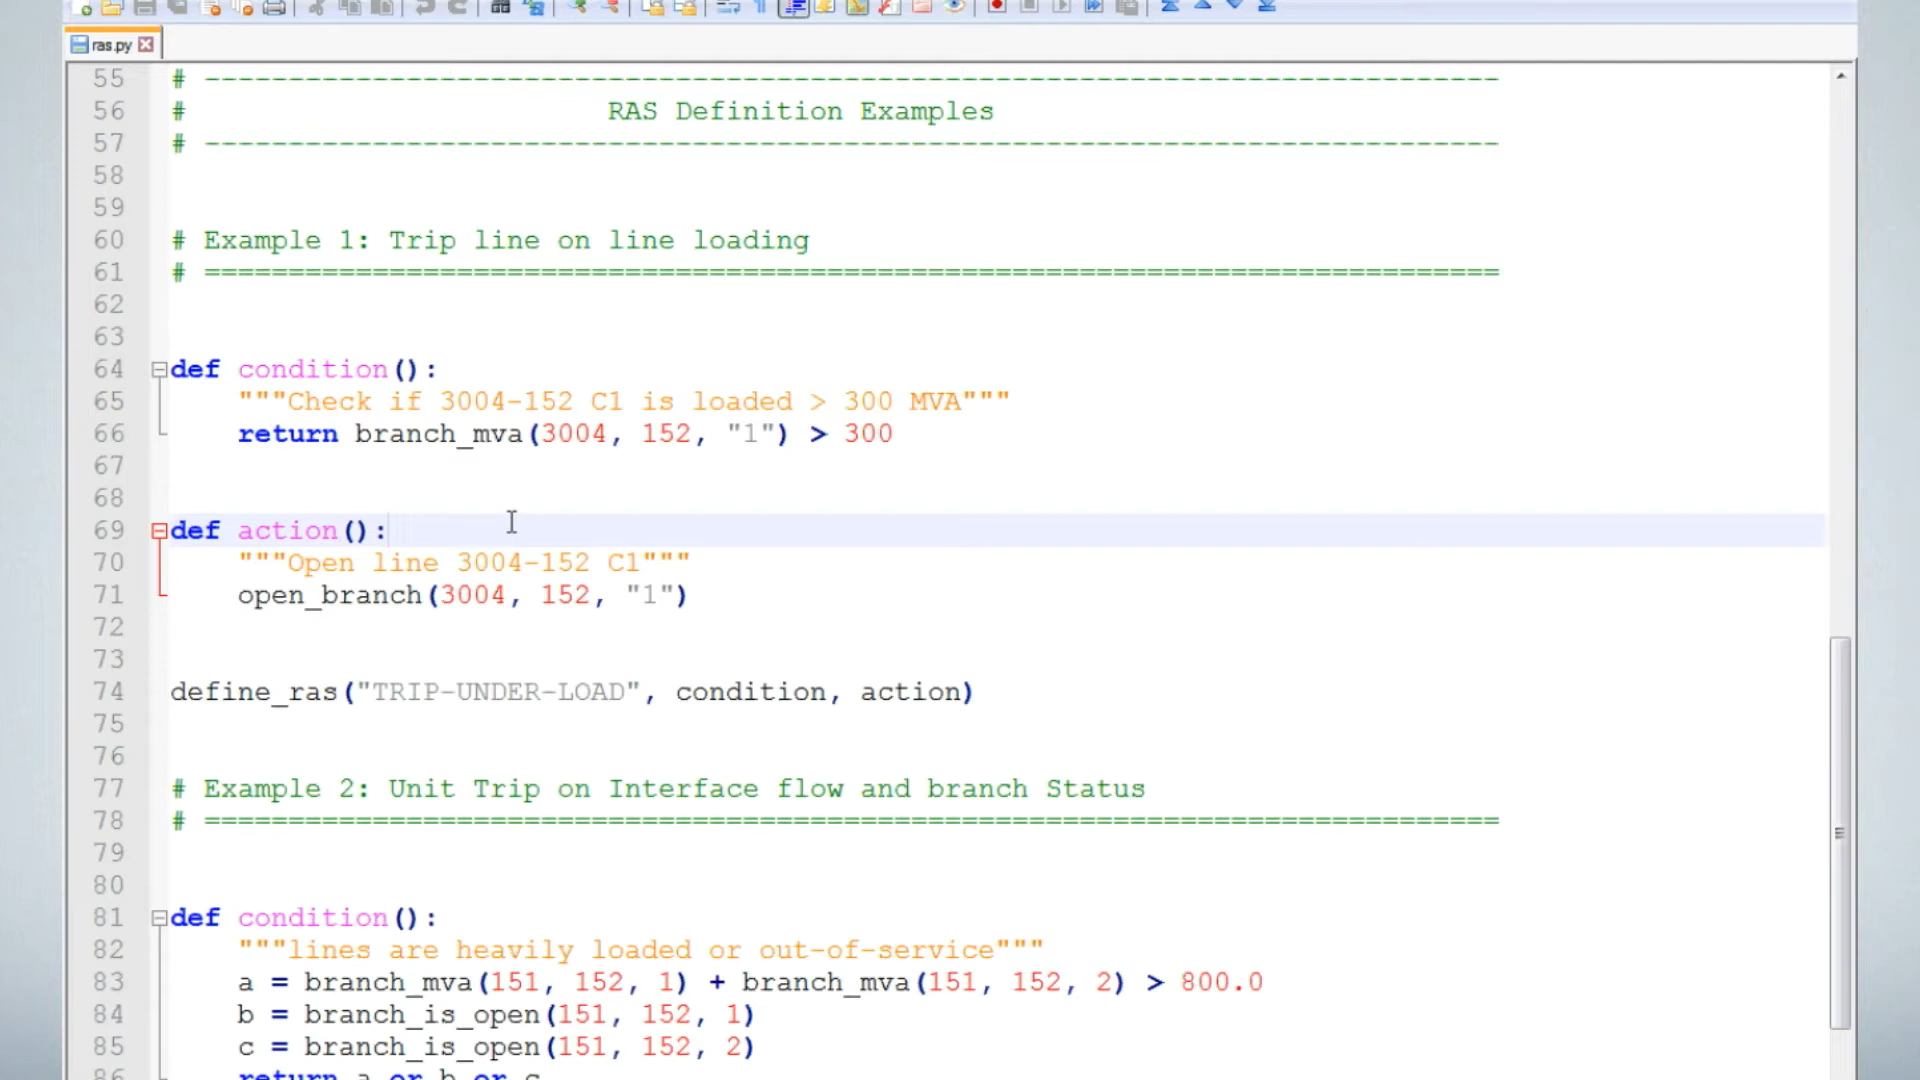 ras.py
55 # -----------------------------------------------------------------------------
56 # RAS Definition Examples
57 # -----------------------------------------------------------------------------
58
59
60 # Example 1: Trip line on line loading
61 # =============================================================================
62
63
64 def condition():
65 """Check if 3004-152 C1 is loaded > 300 MVA"""
66 return branch_mva(3004, 152, "1") > 300
67
68
69 def action():
70 """Open line 3004-152 C1"""
71 open_branch(3004, 152, "1")
72
73
74 define_ras("TRIP-UNDER-LOAD", condition, action)
75
76
77 # Example 2: Unit Trip on Interface flow and branch Status
78 # =============================================================================
79
80
81 def condition():
82 """lines are heavily loaded or out-of-service"""
83 a = branch_mva(151, 152, 1) + branch_mva(151, 152, 2) > 800.0
84 b = branch_is_open(151, 152, 1)
85 c = branch_is_open(151, 152, 2)
86 return a or b or c